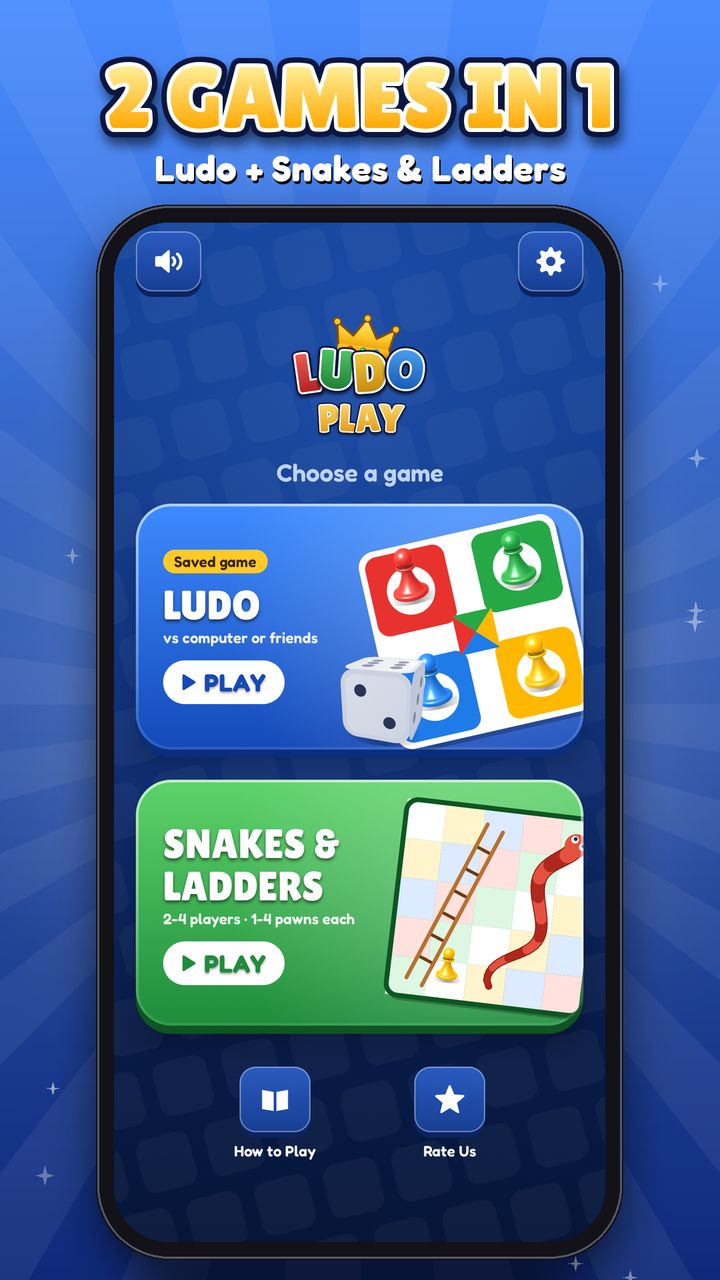 2 GAMES IN 1
Ludo + Snakes & Ladders
LUDO
PLAY
Choose a game
Saved game
LUDO
vs computer or friends
PLAY
SNAKES &
LADDERS
2-4 players · 1-4 pawns each
PLAY
How to Play
Rate Us